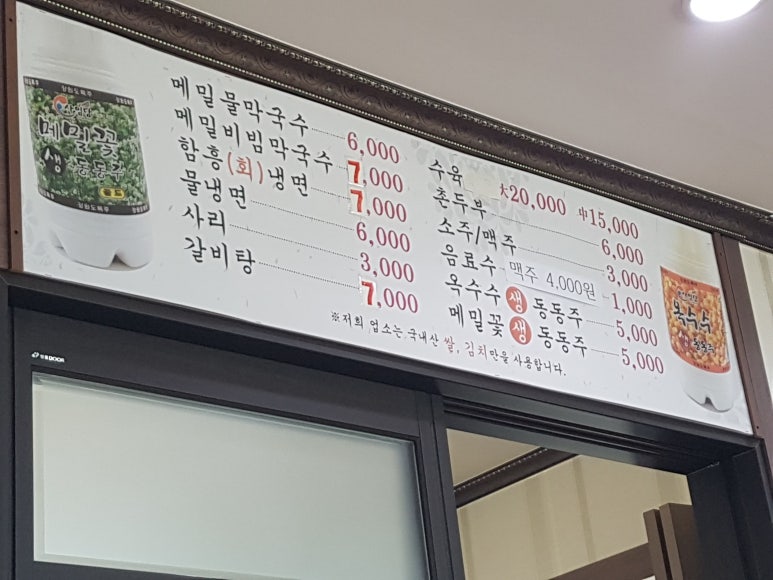 메밀물막국수 6,000
메밀비빔막국수 7,000
함흥(회)냉면 7,000
물냉면 6,000
사리 3,000
갈비탕 7,000
수육 大20,000 中15,000
촌두부 6,000
소주/맥주 3,000
맥주 4,000원
음료수 1,000
옥수수 생 동동주 5,000
메밀꽃 생 동동주 5,000
※저희 업소는 국내산 쌀, 김치만을 사용합니다.
메밀꽃
생 동동주
옥수수
동동주
DOOR